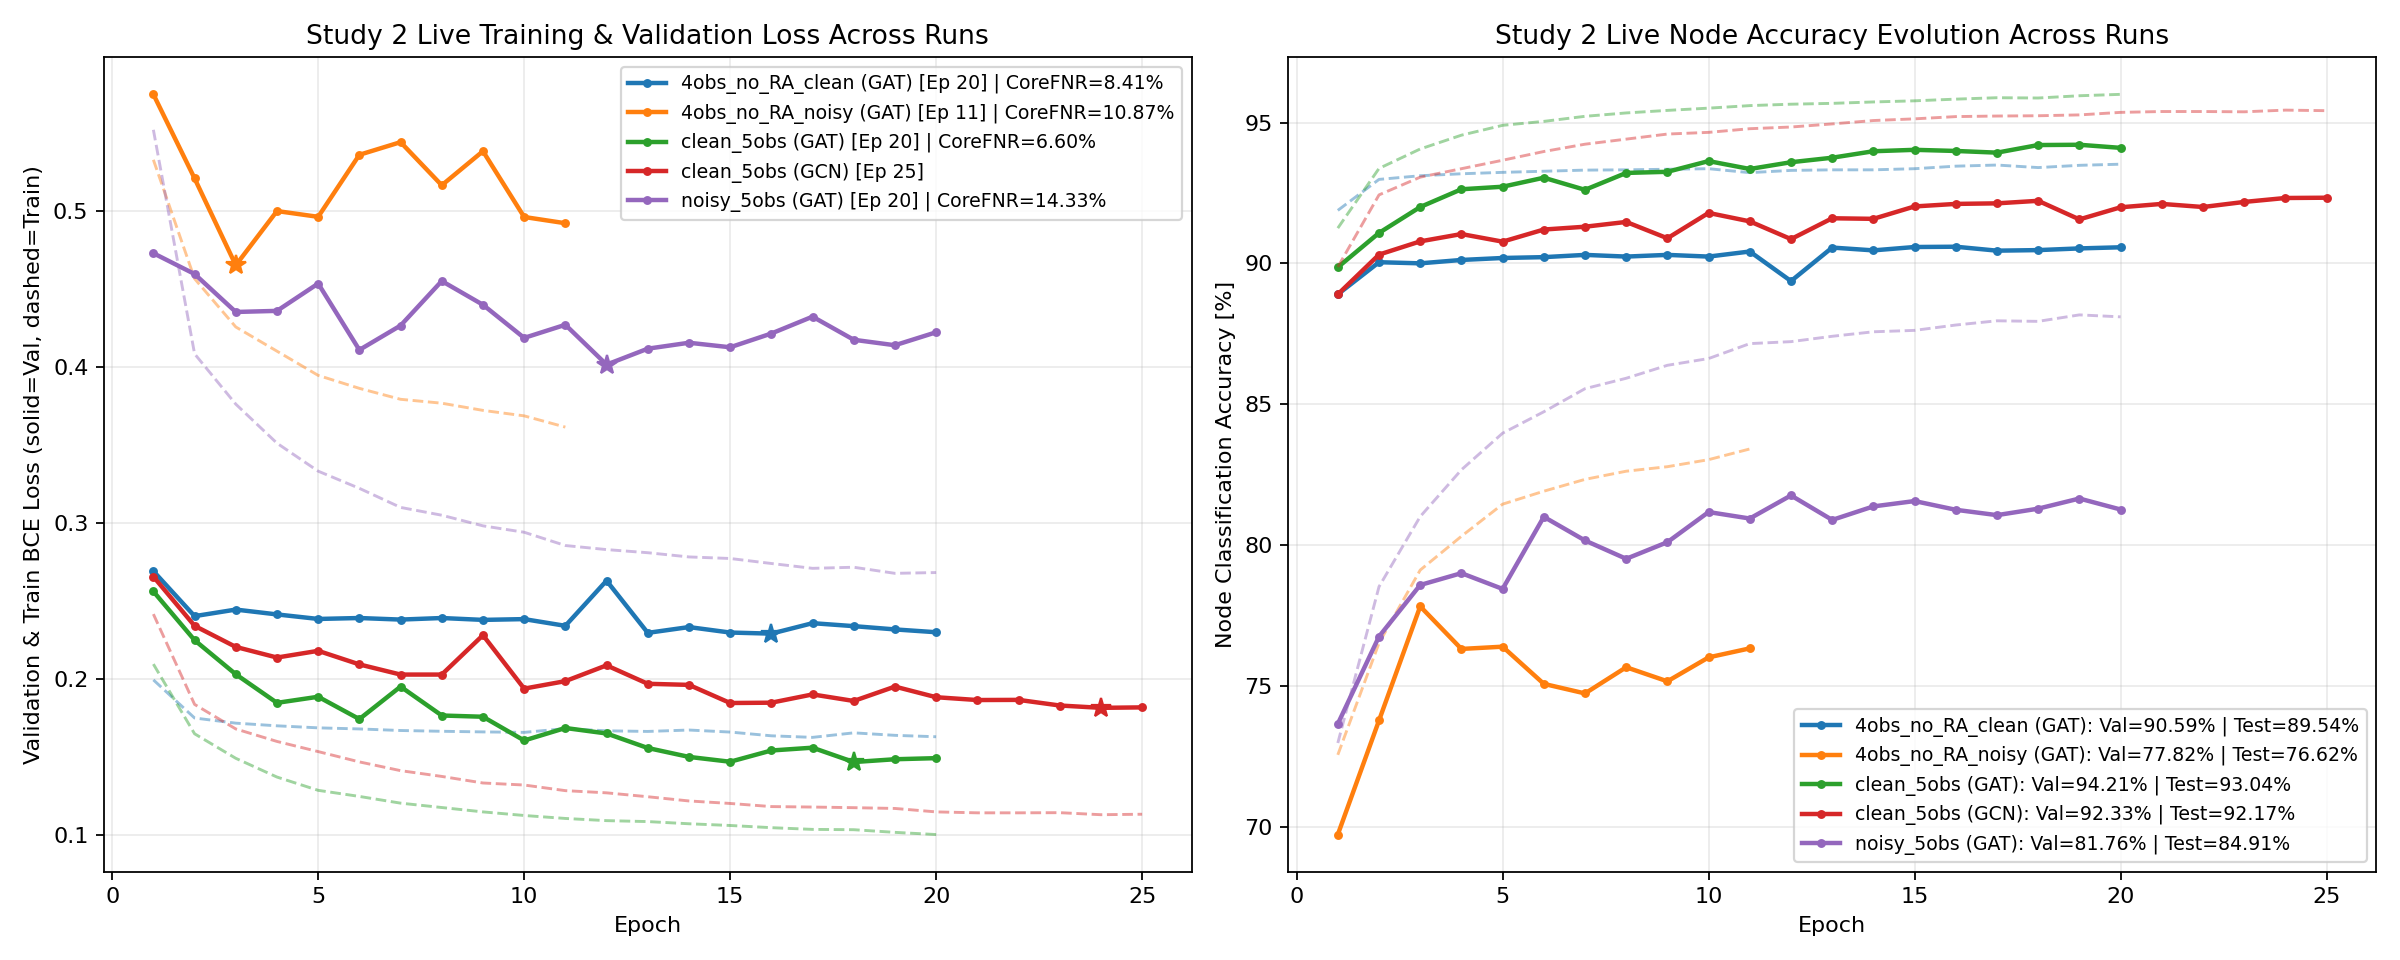 Study 2 Live Training & Validation Loss Across Runs
Validation & Train BCE Loss (solid=Val, dashed=Train)
0.5
0.4
0.3
0.2
0.1
4obs_no_RA_clean (GAT) [Ep 20] | CoreFNR=8.41%
4obs_no_RA_noisy (GAT) [Ep 11] | CoreFNR=10.87%
clean_5obs (GAT) [Ep 20] | CoreFNR=6.60%
clean_5obs (GCN) [Ep 25]
noisy_5obs (GAT) [Ep 20] | CoreFNR=14.33%
0 5 10 15 20 25
Epoch
Study 2 Live Node Accuracy Evolution Across Runs
Node Classification Accuracy [%]
95
90
85
80
75
70
4obs_no_RA_clean (GAT): Val=90.59% | Test=89.54%
4obs_no_RA_noisy (GAT): Val=77.82% | Test=76.62%
clean_5obs (GAT): Val=94.21% | Test=93.04%
clean_5obs (GCN): Val=92.33% | Test=92.17%
noisy_5obs (GAT): Val=81.76% | Test=84.91%
0 5 10 15 20 25
Epoch